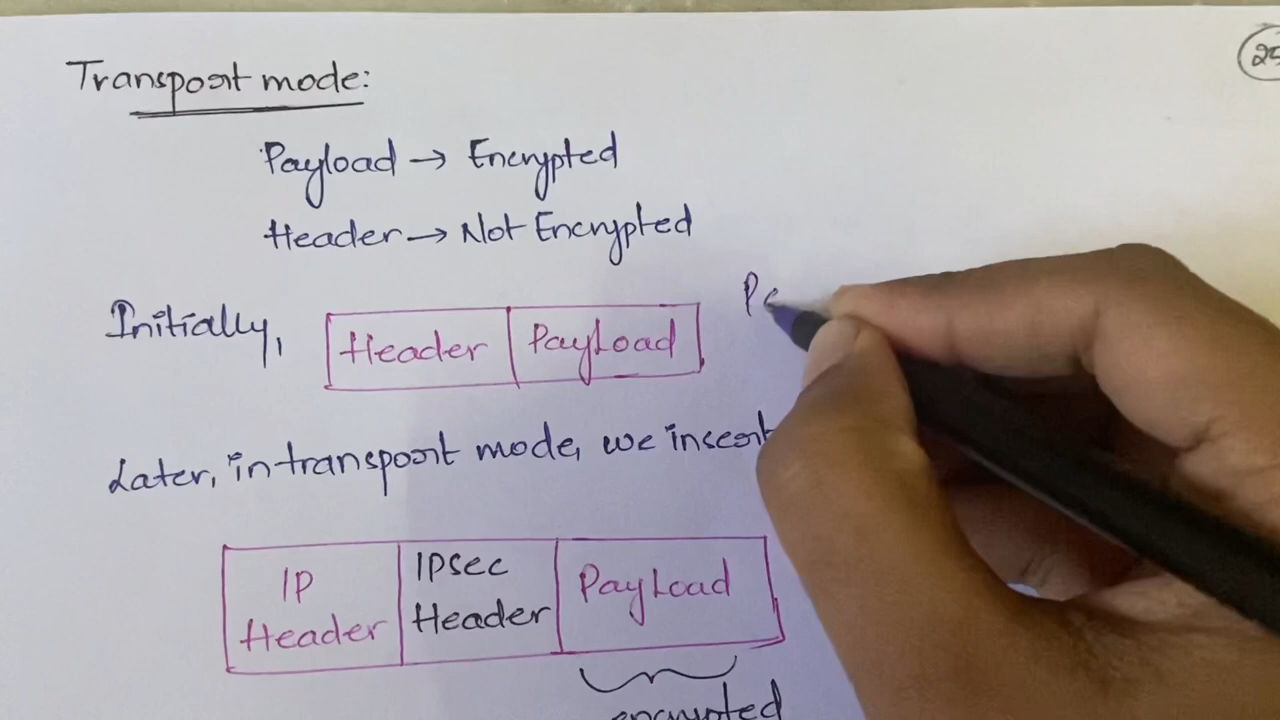 Transport mode:
Payload → Encrypted
Header → Not Encrypted
Initially,
Header
Payload
Later, in transport mode, we insert
IP
Header
IPsec
Header
Payload
encrypted